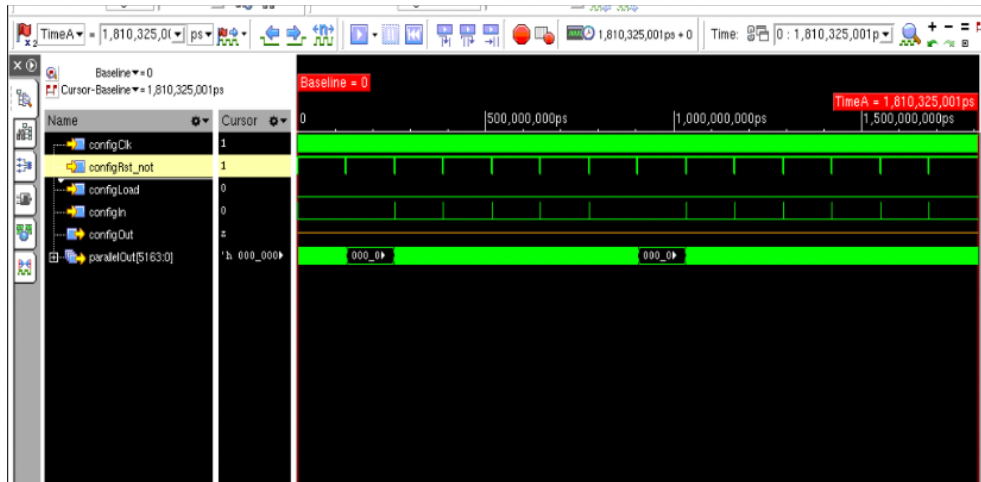 TimeA = 1,810,325,0( ps 1,810,325,001ps + 0 Time: 0 : 1,810,325,001p
Baseline = 0
Cursor-Baseline = 1,810,325,001ps
Baseline = 0
TimeA = 1,810,325,001ps
Name Cursor 0 500,000,000ps 1,000,000,000ps 1,500,000,000ps
configClk 1
configRst_not 1
configLoad 0
configIn 0
configOut z
parallelOut[5163:0] 'h 000_000 000_0 000_0